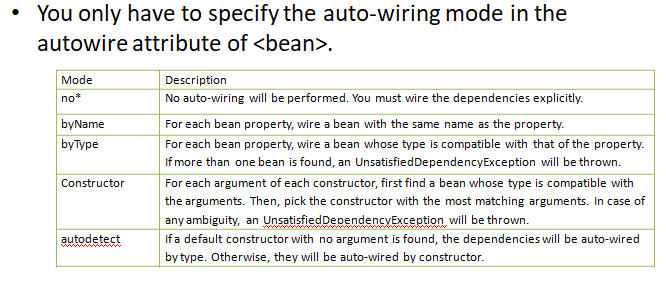 • You only have to specify the auto-wiring mode in the
autowire attribute of <bean>.
Mode Description
no* No auto-wiring will be performed. You must wire the dependencies explicitly.
byName For each bean property, wire a bean with the same name as the property.
byType For each bean property, wire a bean whose type is compatible with that of the property.
If more than one bean is found, an UnsatisfiedDependencyException will be thrown.
Constructor For each argument of each constructor, first find a bean whose type is compatible with
the arguments. Then, pick the constructor with the most matching arguments. In case of
any ambiguity, an UnsatisfiedDependencyException will be thrown.
autodetect If a default constructor with no argument is found, the dependencies will be auto-wired
by type. Otherwise, they will be auto-wired by constructor.